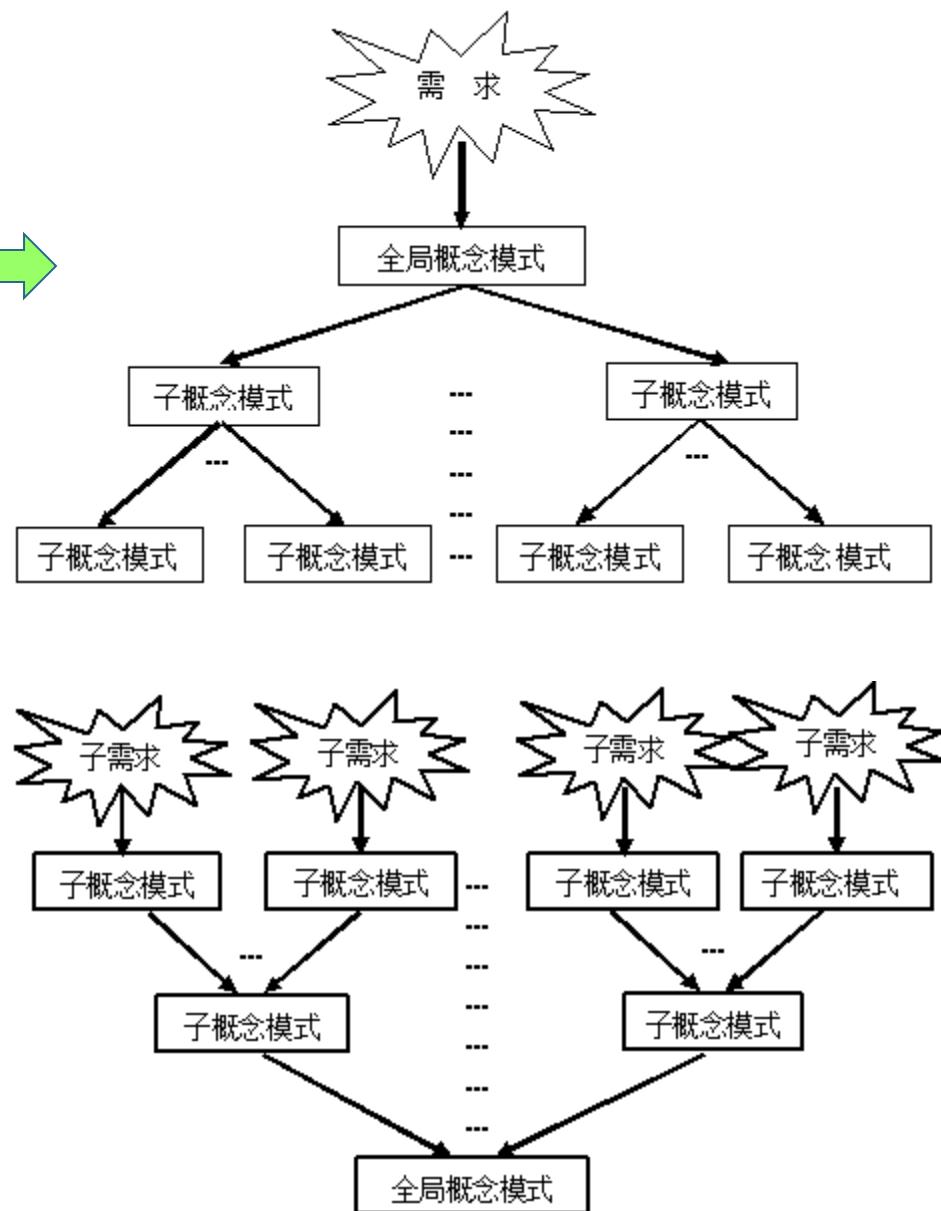 需 求
全局概念模式
子概念模式 --- 子概念模式
---
--- ---
---
---
子概念模式 子概念模式 --- 子概念模式 子概念模式
子需求 子需求 子需求 子需求
子概念模式 子概念模式 --- 子概念模式 子概念模式
---
--- ---
---
子概念模式 --- 子概念模式
---
---
---
全局概念模式